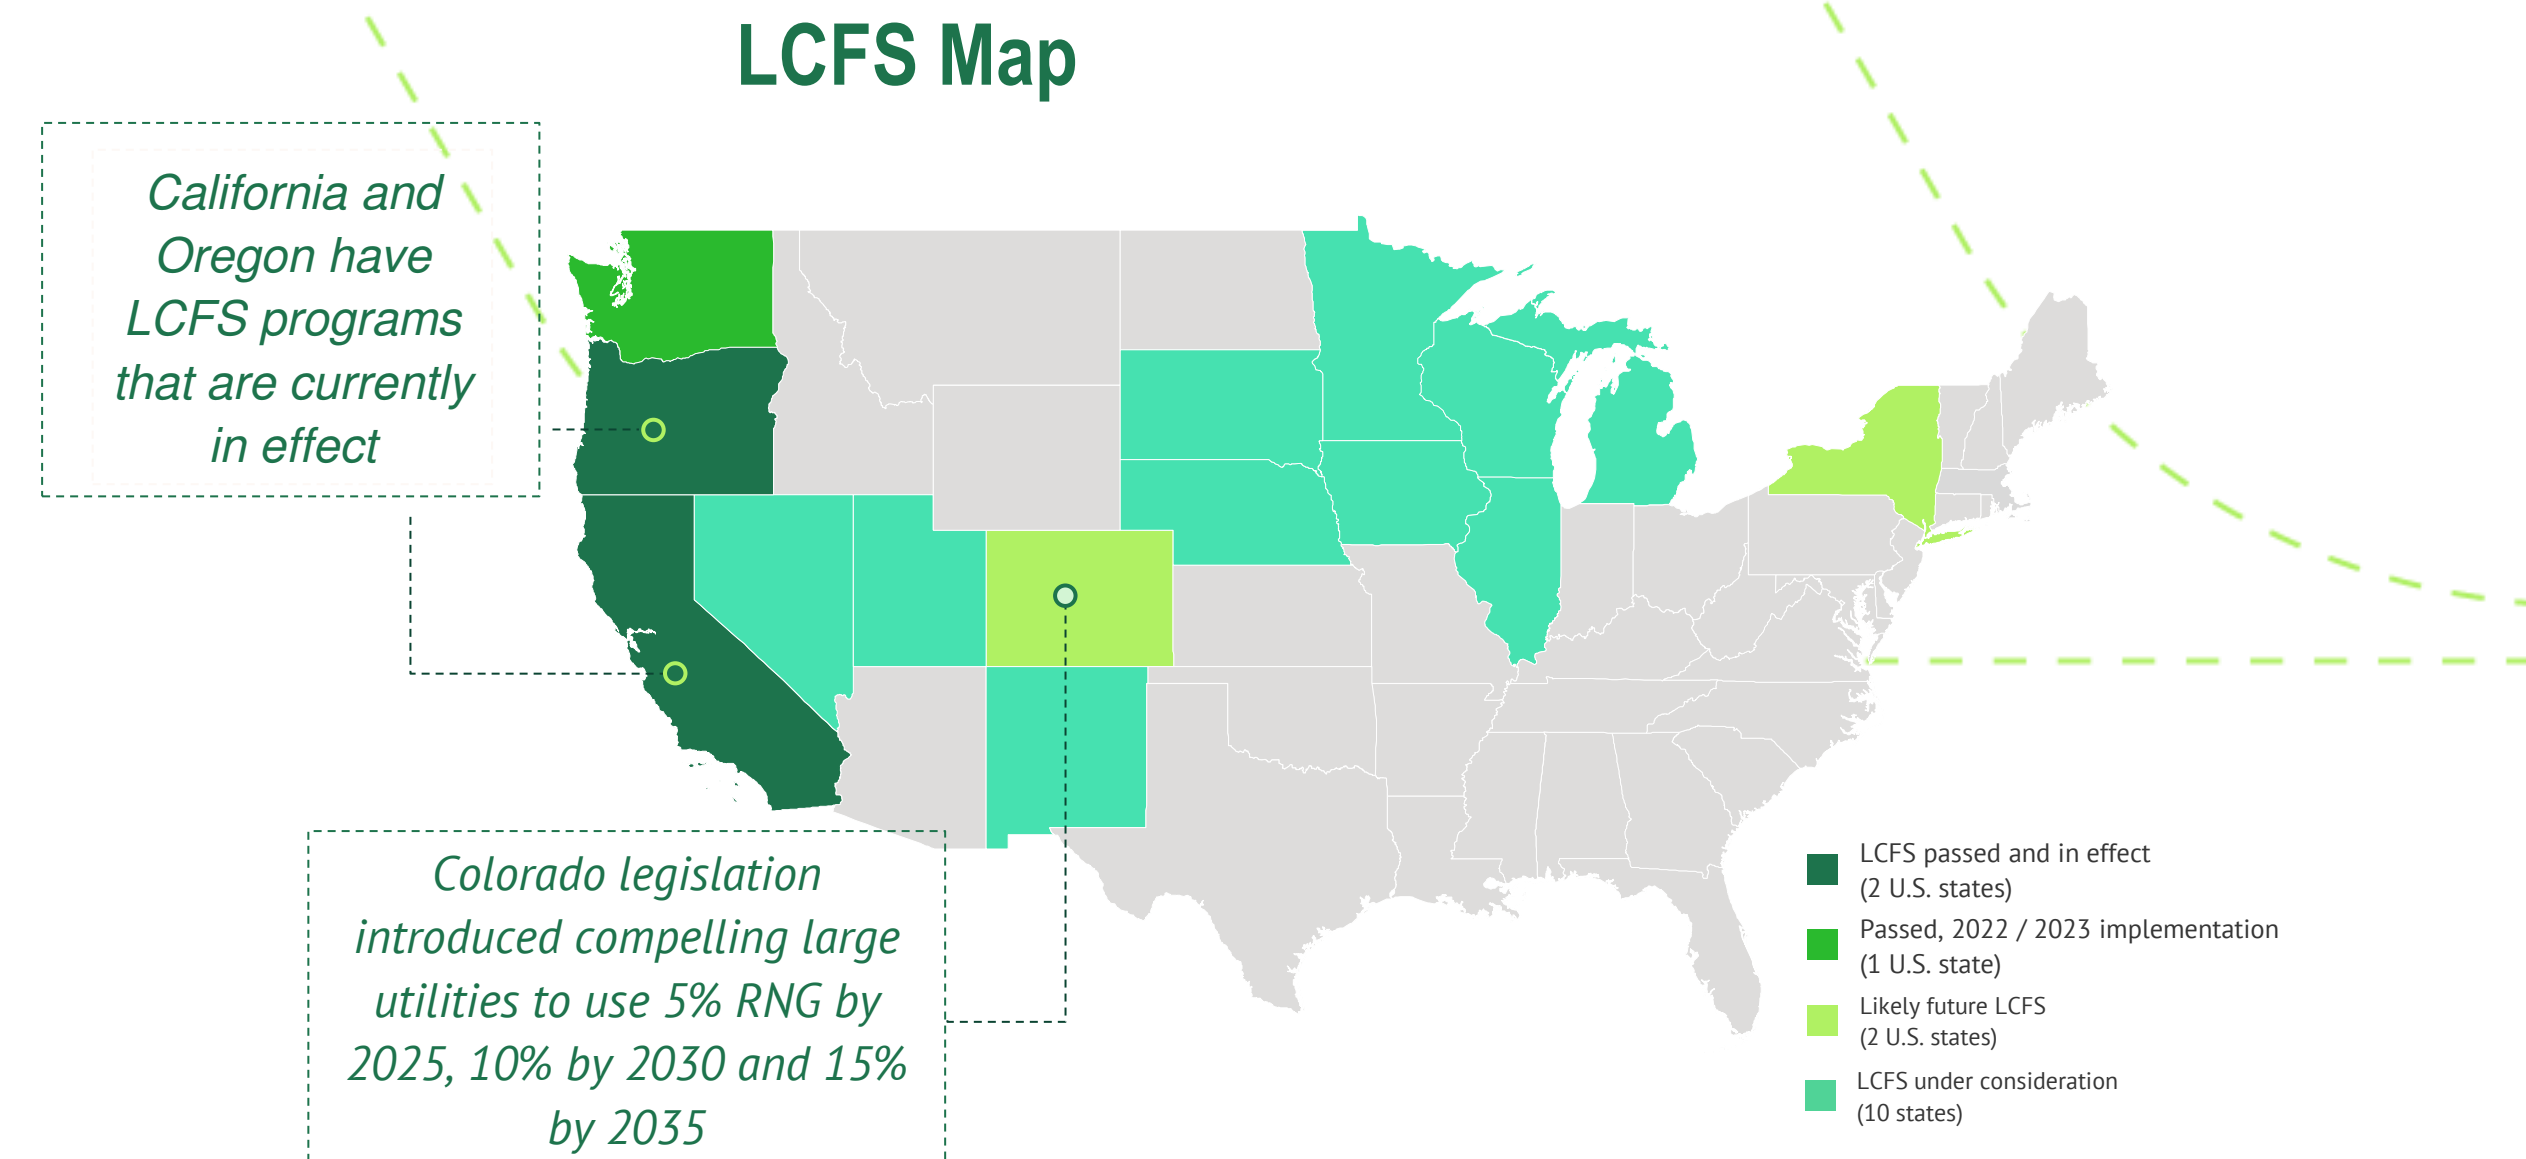 LCFS Map
California and
Oregon have
LCFS programs
that are currently
in effect
Colorado legislation
introduced compelling large
utilities to use 5% RNG by
2025, 10% by 2030 and 15%
by 2035
LCFS passed and in effect
(2 U.S. states)
Passed, 2022 / 2023 implementation
(1 U.S. state)
Likely future LCFS
(2 U.S. states)
LCFS under consideration
(10 states)